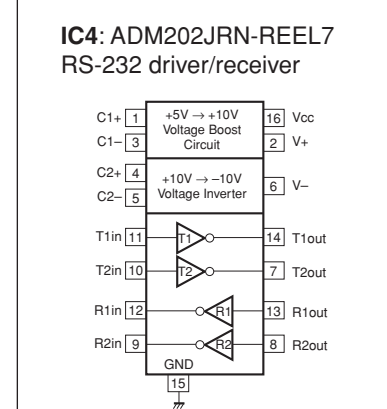 IC4: ADM202JRN-REEL7
RS-232 driver/receiver
C1+ 1 +5V → +10V 16 Vcc
Voltage Boost
C1– 3 Circuit 2 V+
C2+ 4
+10V → –10V
Voltage Inverter 6 V–
C2– 5
T1in 11 T1 14 T1out
T2in 10 T2 7 T2out
R1in 12 R1 13 R1out
R2in 9 R2 8 R2out
GND
15